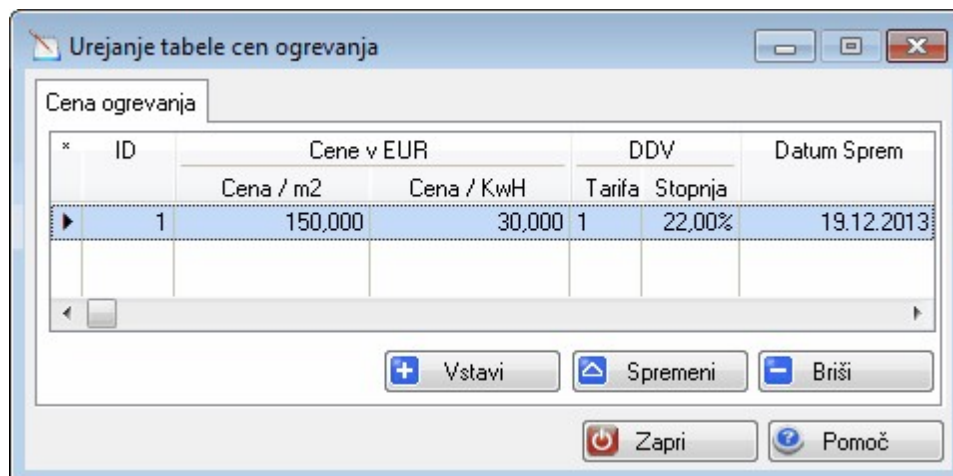 Urejanje tabele cen ogrevanja
Cena ogrevanja
* ID Cene v EUR DDV Datum Sprem
Cena / m2 Cena / KwH Tarifa Stopnja
1 150,000 30,000 1 22,00% 19.12.2013
Vstavi Spremeni Briši
Zapri Pomoč